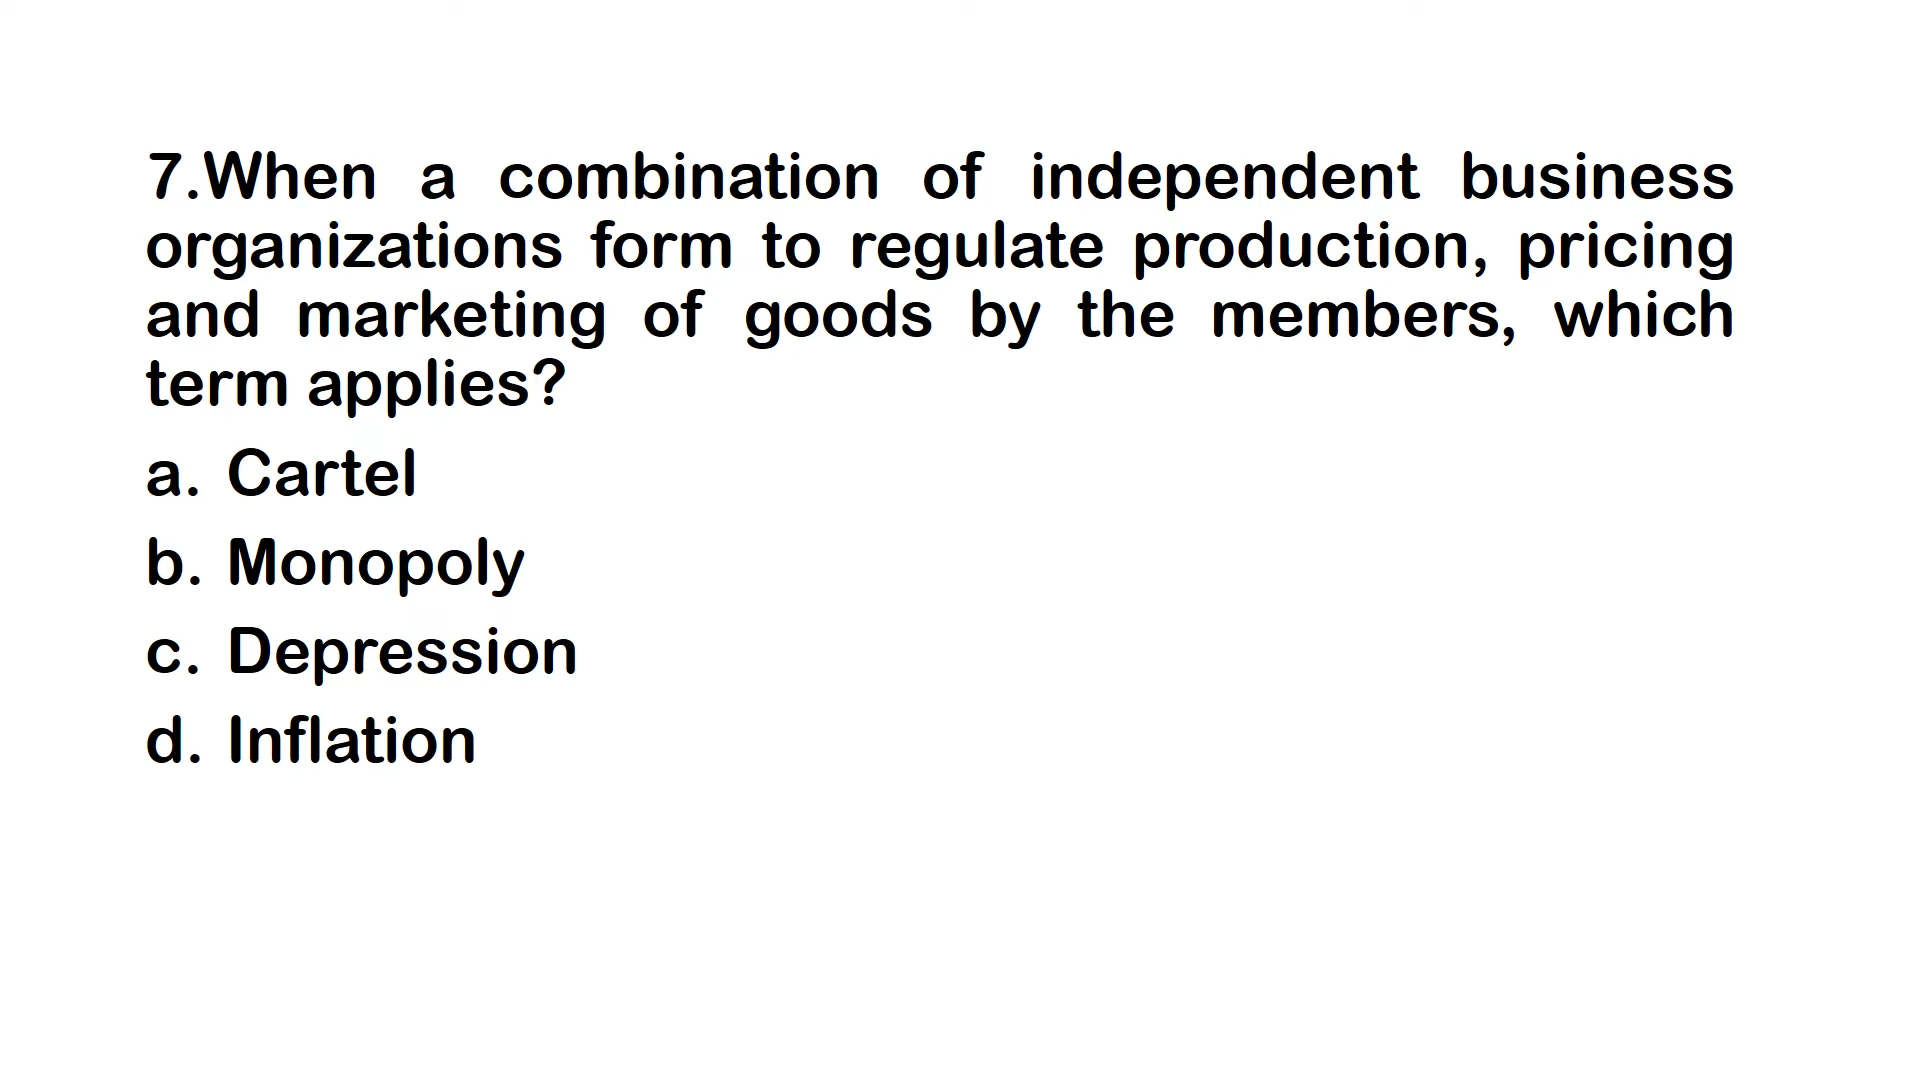 7.When a combination of independent business
organizations form to regulate production, pricing
and marketing of goods by the members, which
term applies?
a. Cartel
b. Monopoly
c. Depression
d. Inflation